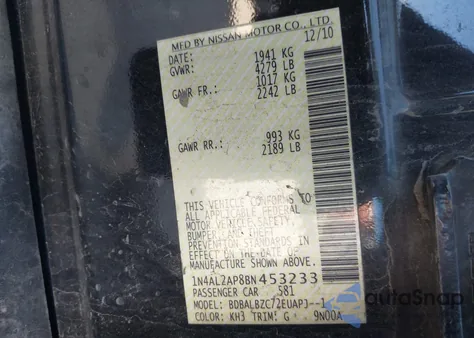 MFD BY NISSAN MOTOR CO., LTD.
DATE: 12/10
GVWR: 1941 KG
4279 LB
GAWR FR.: 1017 KG
2242 LB
GAWR RR.: 993 KG
2189 LB
THIS VEHICLE CONFORMS TO
ALL APPLICABLE FEDERAL
MOTOR VEHICLE SAFETY,
BUMPER AND THEFT
PREVENTION STANDARDS IN
EFFECT ON THE DATE OF
MANUFACTURE SHOWN ABOVE.
1N4AL2AP8BN 453233
PASSENGER CAR 581
MODEL: BDBALBZC72EUAPJ--1
COLOR: KH3 TRIM: G 9N00A
AutoSnap